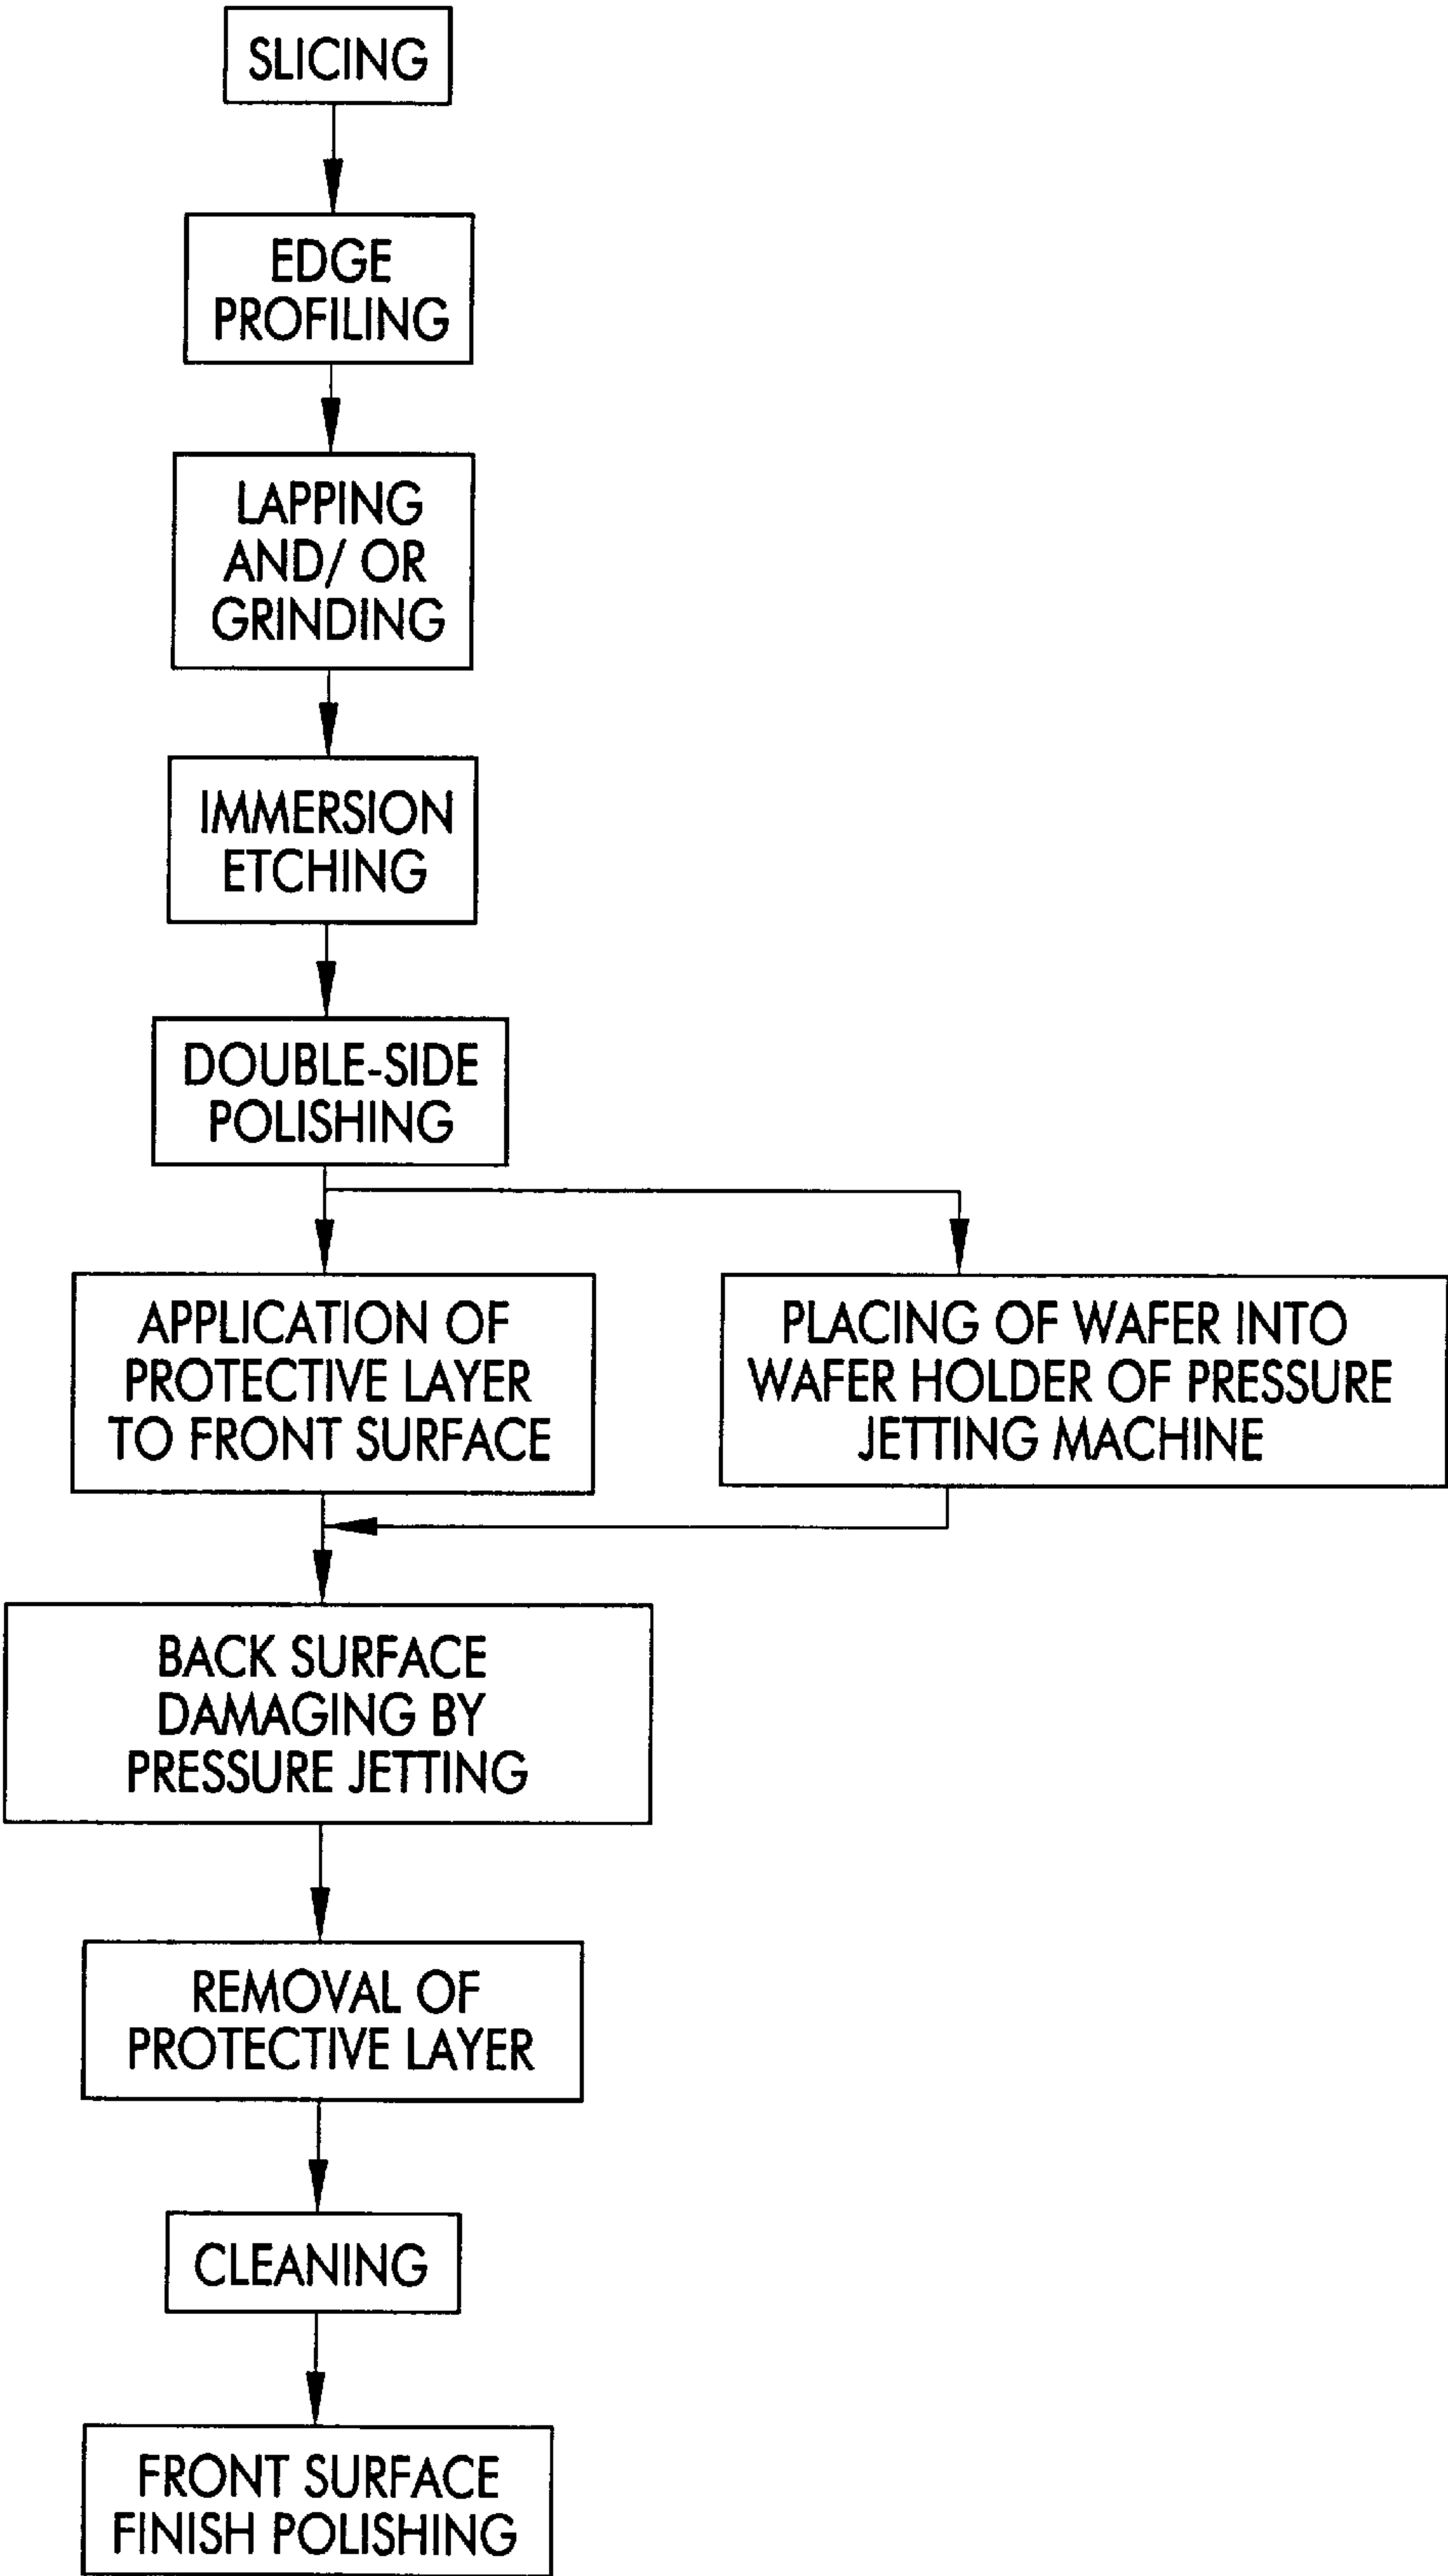 SLICING
EDGE
PROFILING
LAPPING
AND/ OR
GRINDING
IMMERSION
ETCHING
DOUBLE-SIDE
POLISHING
APPLICATION OF
PROTECTIVE LAYER
TO FRONT SURFACE
PLACING OF WAFER INTO
WAFER HOLDER OF PRESSURE
JETTING MACHINE
BACK SURFACE
DAMAGING BY
PRESSURE JETTING
REMOVAL OF
PROTECTIVE LAYER
CLEANING
FRONT SURFACE
FINISH POLISHING